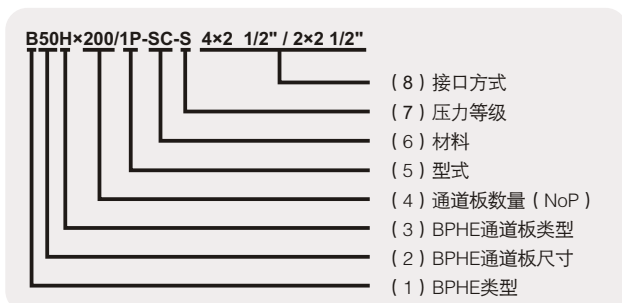 B50H×200/1P-SC-S 4×2 1/2" / 2×2 1/2"
（8）接口方式
（7）压力等级
（6）材料
（5）型式
（4）通道板数量（NoP）
（3）BPHE通道板类型
（2）BPHE通道板尺寸
（1）BPHE类型